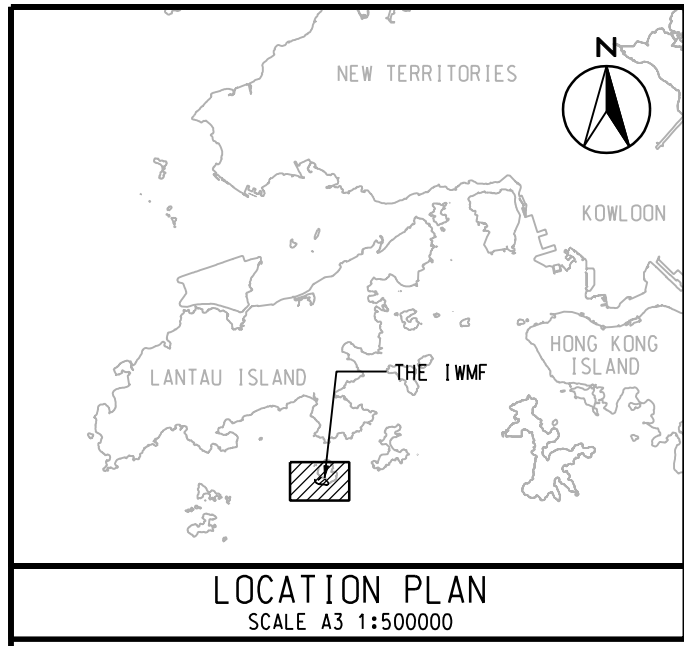 N
NEW TERRITORIES
KOWLOON
HONG KONG
ISLAND
LANTAU ISLAND
THE IWMF
LOCATION PLAN
SCALE A3 1:500000